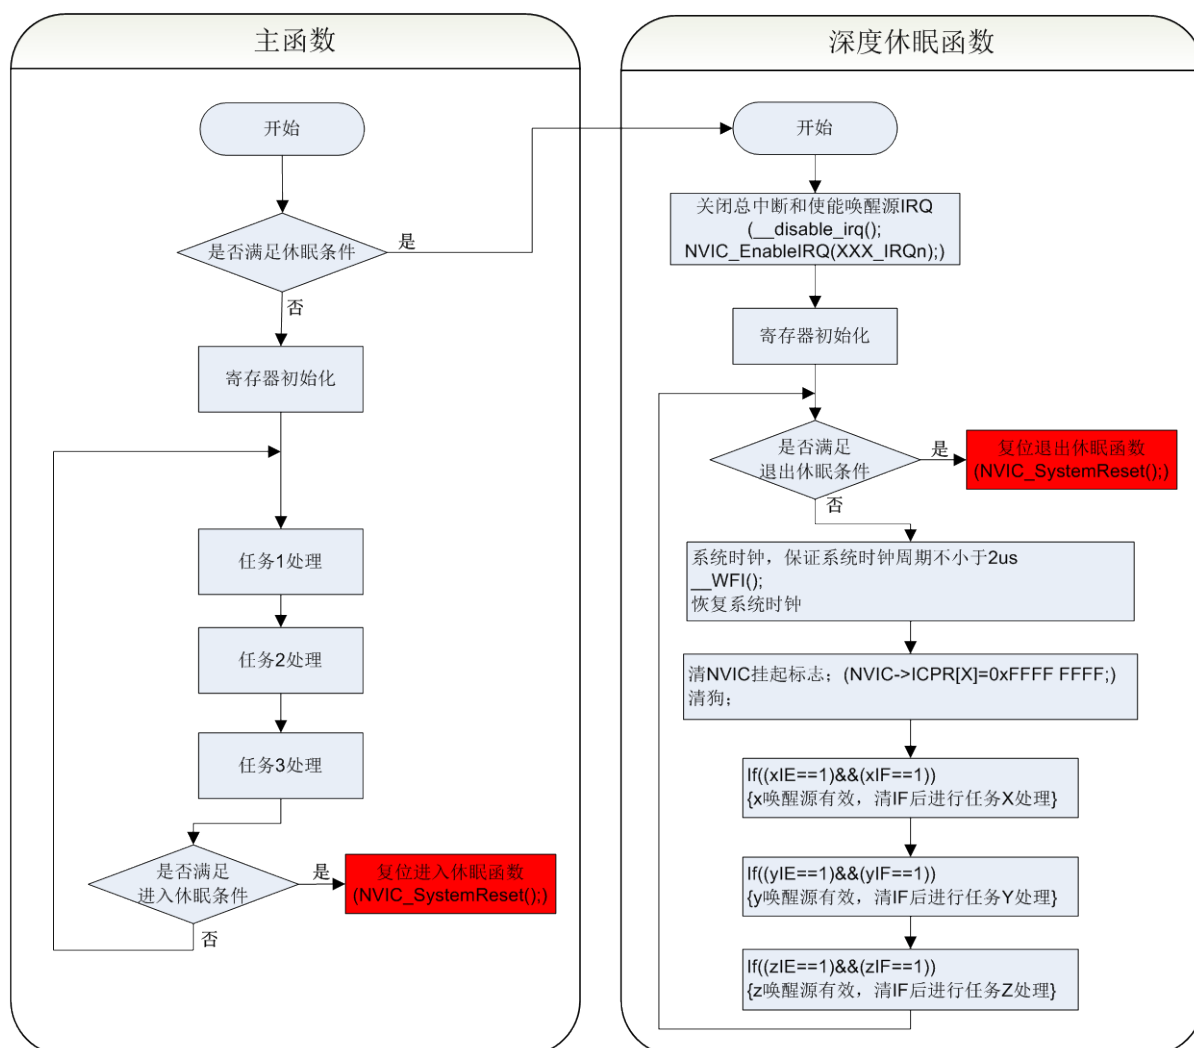 主函数
开始
是否满足休眠条件
是
否
寄存器初始化
任务1处理
任务2处理
任务3处理
是否满足
进入休眠条件
是
复位进入休眠函数
(NVIC_SystemReset();)
否
深度休眠函数
开始
关闭总中断和使能唤醒源IRQ
(__disable_irq();
NVIC_EnableIRQ(XXX_IRQn);)
寄存器初始化
是否满足
退出休眠条件
是
复位退出休眠函数
(NVIC_SystemReset();)
否
系统时钟，保证系统时钟周期不小于2us
__WFI();
恢复系统时钟
清NVIC挂起标志；(NVIC->ICPR[X]=0xFFFF FFFF;)
清狗；
If((xIE==1)&&(xIF==1))
{x唤醒源有效，清IF后进行任务X处理}
If((yIE==1)&&(yIF==1))
{y唤醒源有效，清IF后进行任务Y处理}
If((zIE==1)&&(zIF==1))
{z唤醒源有效，清IF后进行任务Z处理}